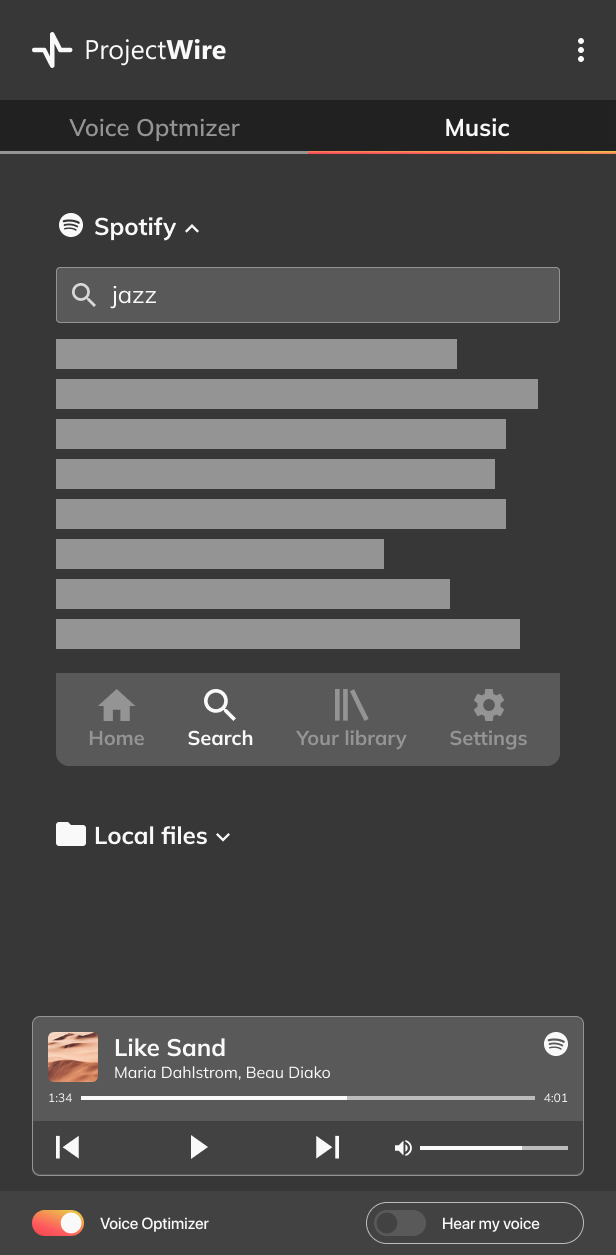 ProjectWire
Voice Optmizer
Music
Spotify
jazz
Home
Search
Your library
Settings
Local files
Like Sand
Maria Dahlstrom, Beau Diako
1:34
4:01
Voice Optimizer
Hear my voice